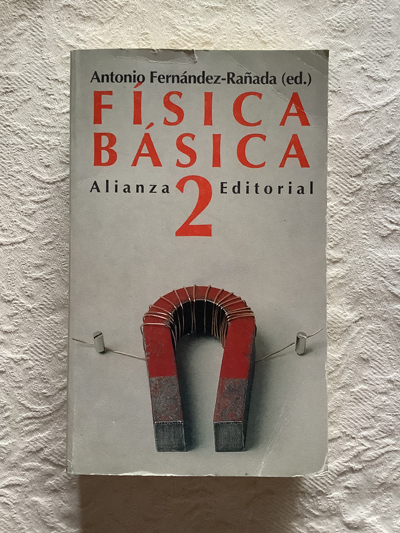 Antonio Fernández-Rañada (ed.)
FÍSICA
BÁSICA
Alianza 2 Editorial